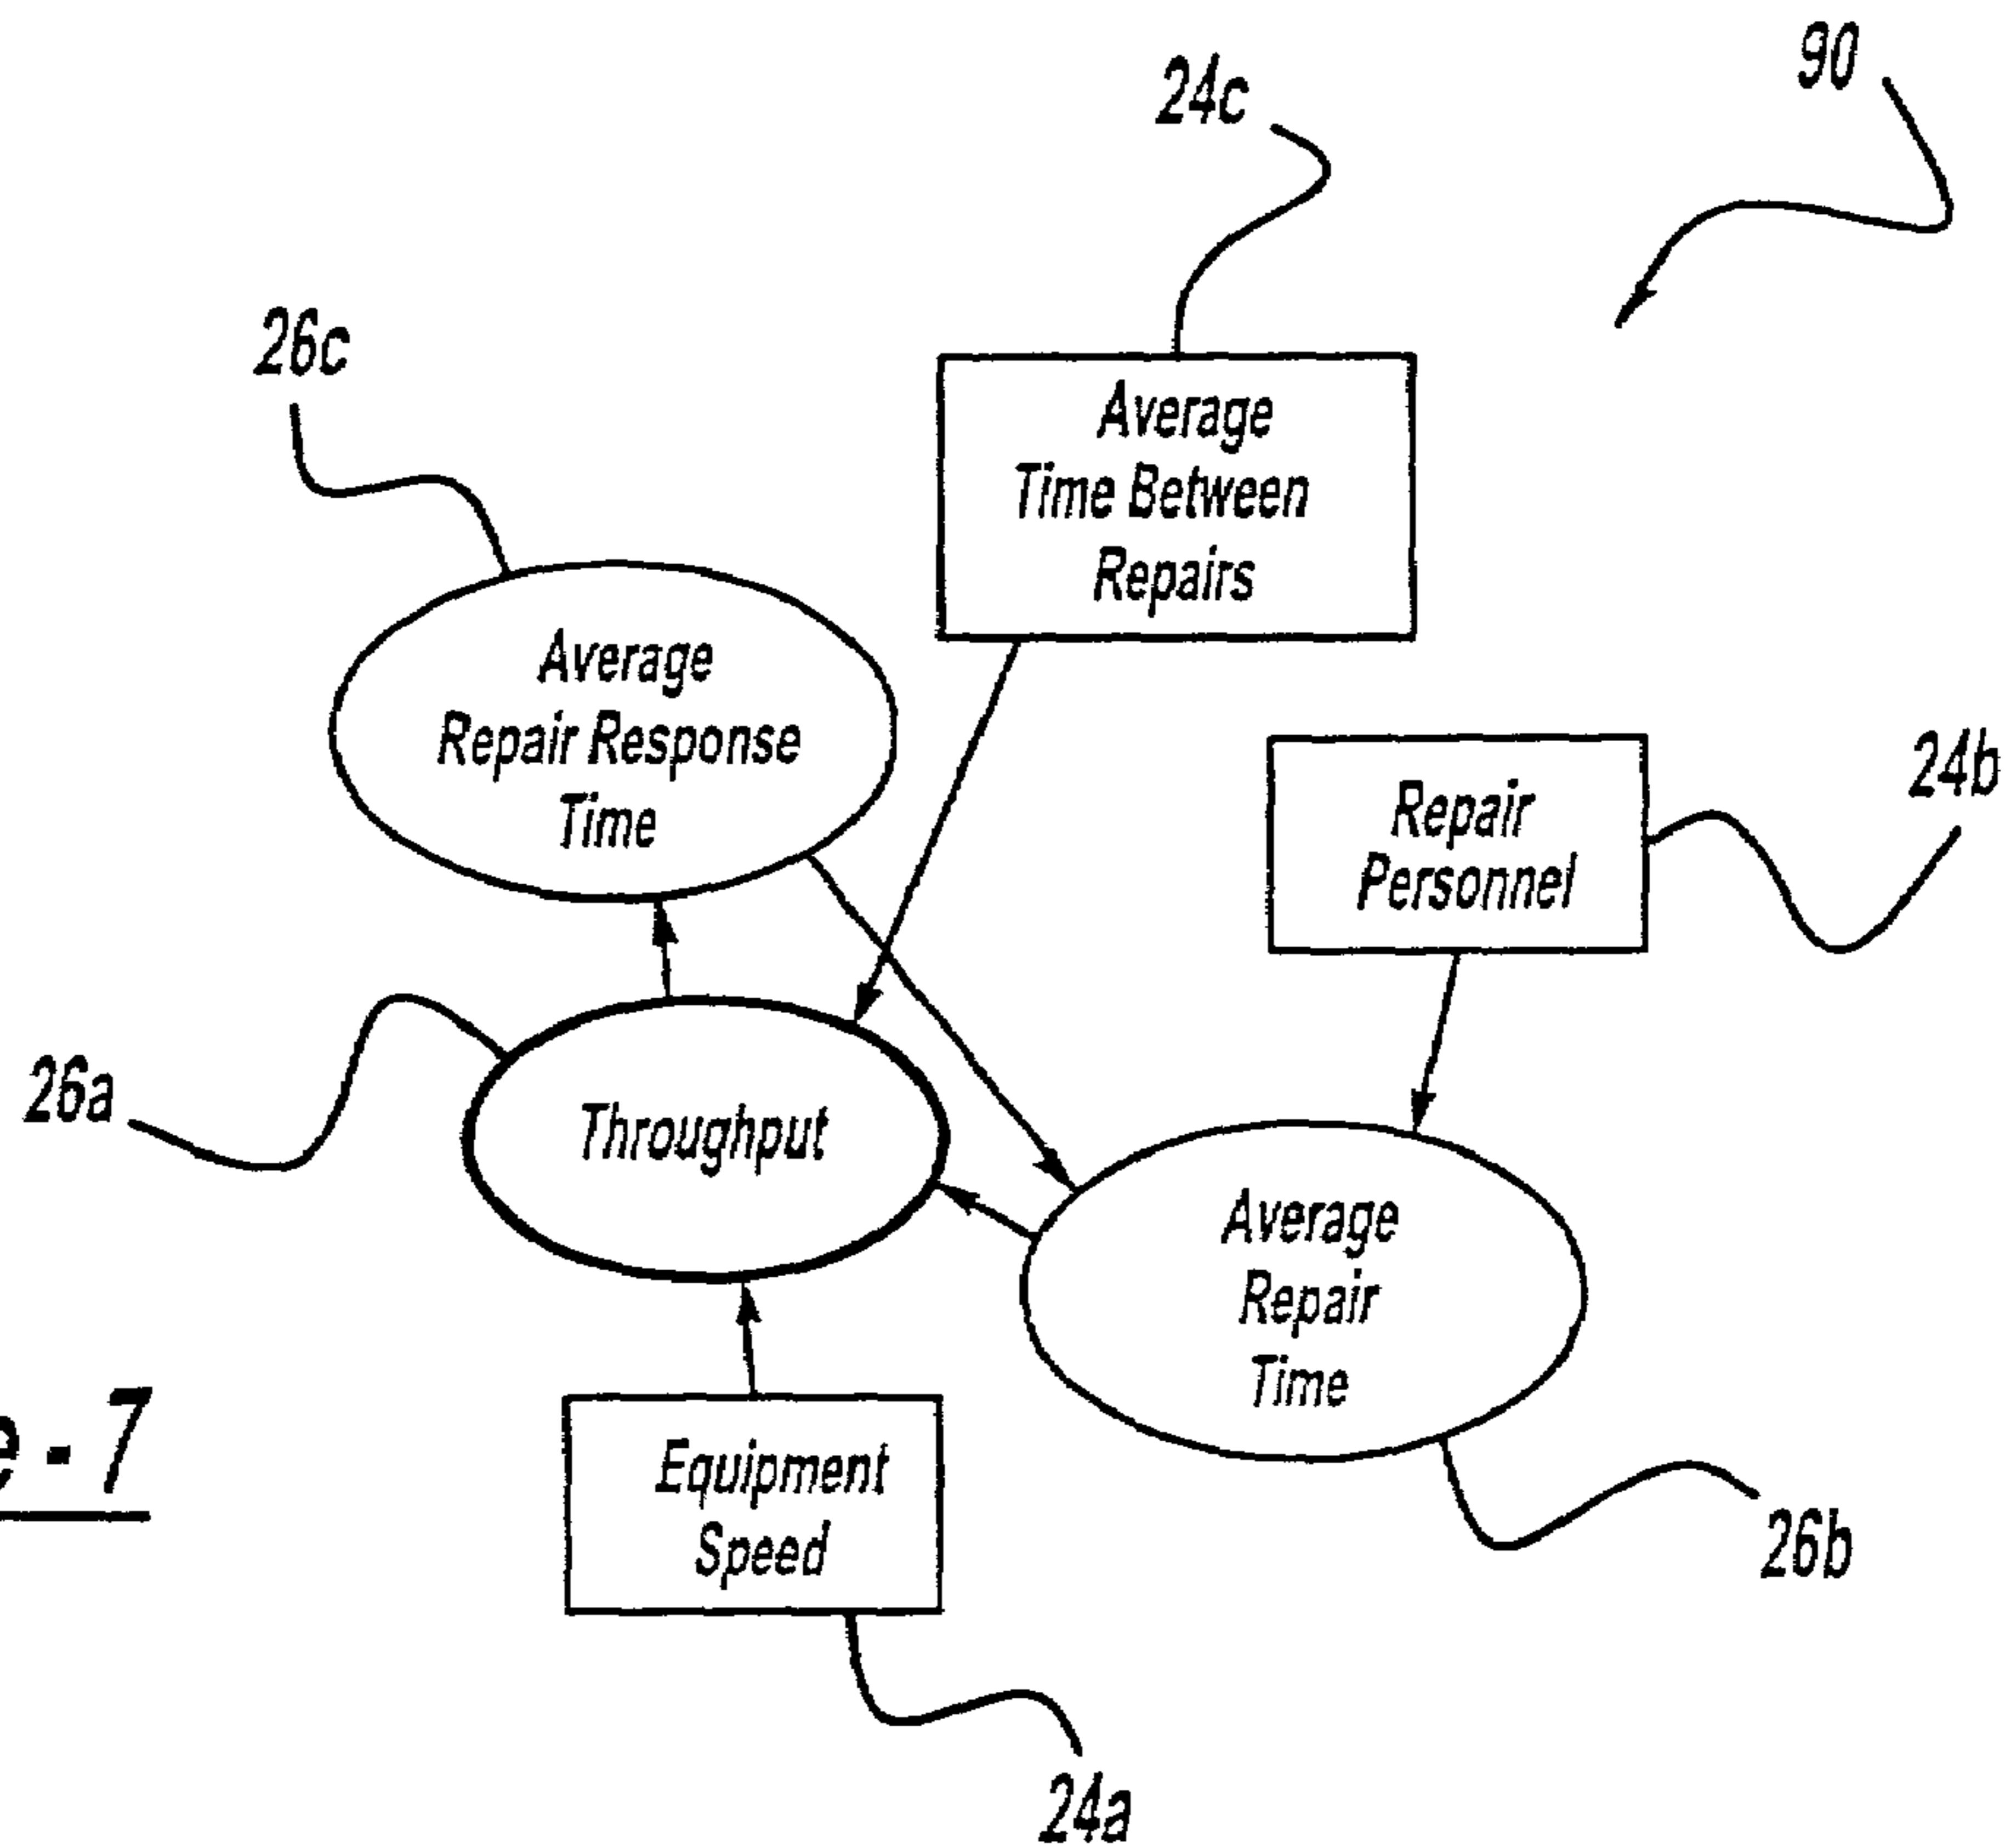 90
24c
26c
Average
Time Between
Repairs
Average
Repair Response
Time
24b
Repair
Personnel
26a
Throughput
Average
Repair
Time
e - 7
Equipment
Speed
26b
24a